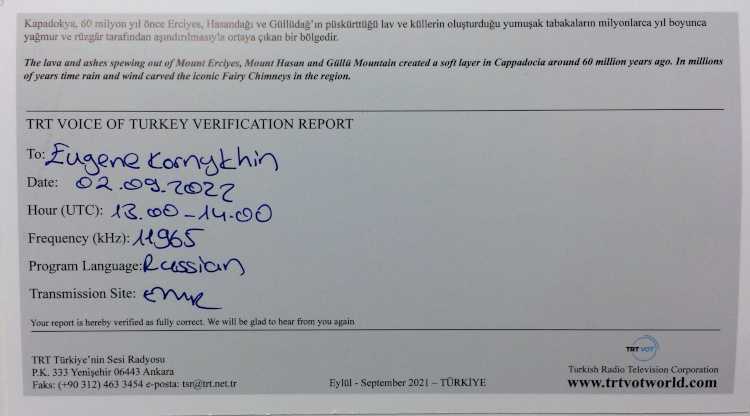 Kapadokya, 60 milyon yıl önce Erciyes, Hasandağı ve Güllüdağ'ın püskürttüğü lav ve küllerin oluşturduğu yumuşak tabakaların milyonlarca yıl boyunca
yağmur ve rüzgâr tarafından aşındırılmasıyla ortaya çıkan bir bölgedir.
The lava and ashes spewing out of Mount Erciyes, Mount Hasan and Güllü Mountain created a soft layer in Cappadocia around 60 million years ago. In millions
of years time rain and wind carved the iconic Fairy Chimneys in the region.
TRT VOICE OF TURKEY VERIFICATION REPORT
To: Eugene Kornykhin
Date: 02.09.2022
Hour (UTC): 13.00-14.00
Frequency (kHz): 11965
Program Language: Russian
Transmission Site: emr
Your report is hereby verified as fully correct. We will be glad to hear from you again
TRT Türkiye'nin Sesi Radyosu
P.K. 333 Yenişehir 06443 Ankara
Faks: (+90 312) 463 3454 e-posta: tsr@trt.net.tr
Eylül - September 2021 – TÜRKİYE
TRT VOT
Turkish Radio Television Corporation
www.trtvotworld.com